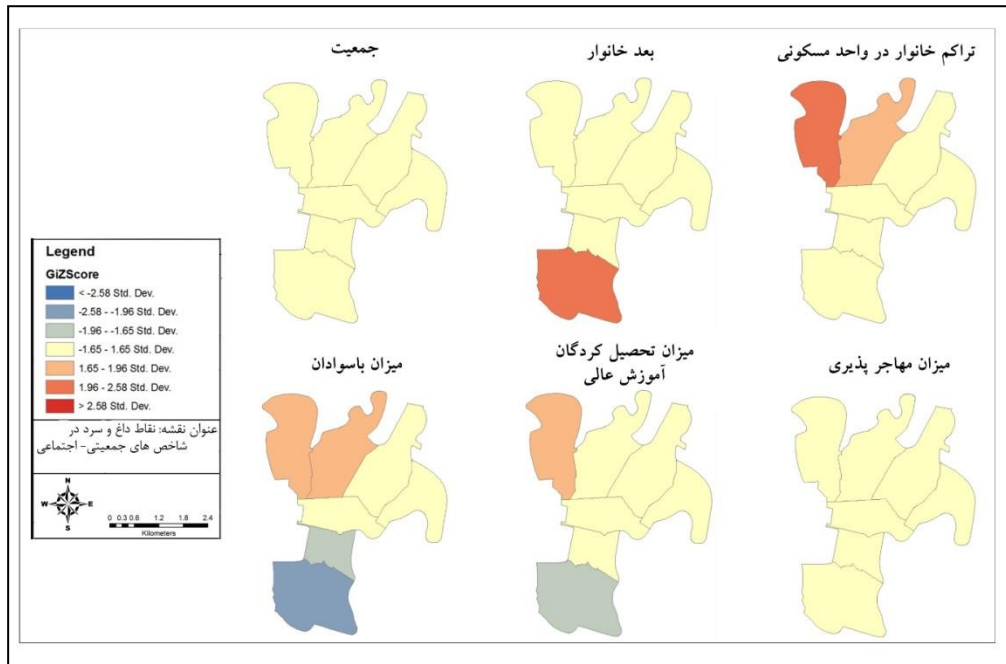 تراکم خانوار در واحد مسکونی
بعد خانوار
جمعیت
Legend
GiZScore
< -2.58 Std. Dev.
-2.58 - -1.96 Std. Dev.
-1.96 - -1.65 Std. Dev.
-1.65 - 1.65 Std. Dev.
1.65 - 1.96 Std. Dev.
1.96 - 2.58 Std. Dev.
> 2.58 Std. Dev.
عنوان نقشه: نقاط داغ و سرد در
شاخص های جمعیتی- اجتماعی
N
W E
S
0 0.3 0.6 1.2 1.8 2.4
Kilometers
میزان مهاجر پذیری
میزان تحصیل کردگان
آموزش عالی
میزان باسوادان